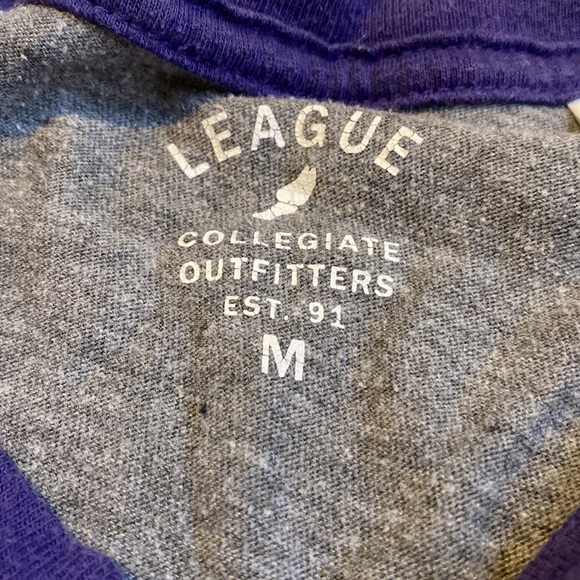 LEAGUE
COLLEGIATE
OUTFITTERS
EST. 91
M